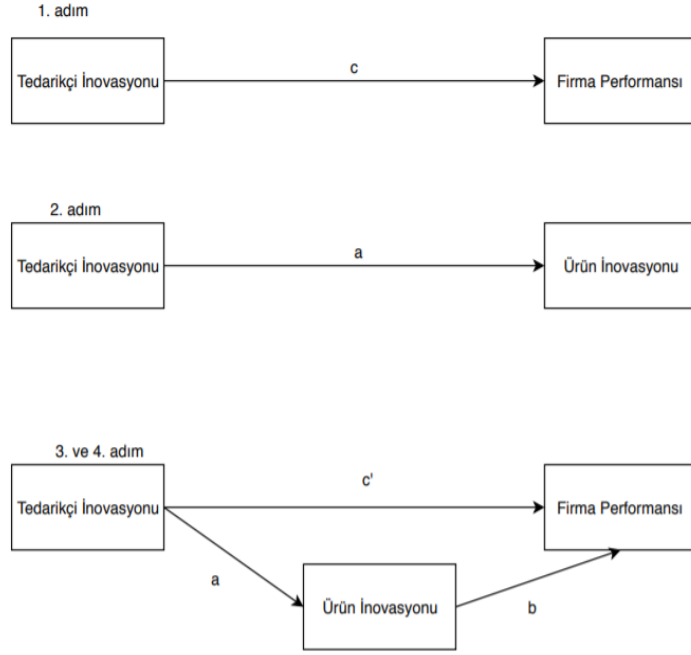 1. adım
Tedarikçi İnovasyonu
c
Firma Performansı
2. adım
Tedarikçi İnovasyonu
a
Ürün İnovasyonu
3. ve 4. adım
Tedarikçi İnovasyonu
c'
Firma Performansı
a
Ürün İnovasyonu
b